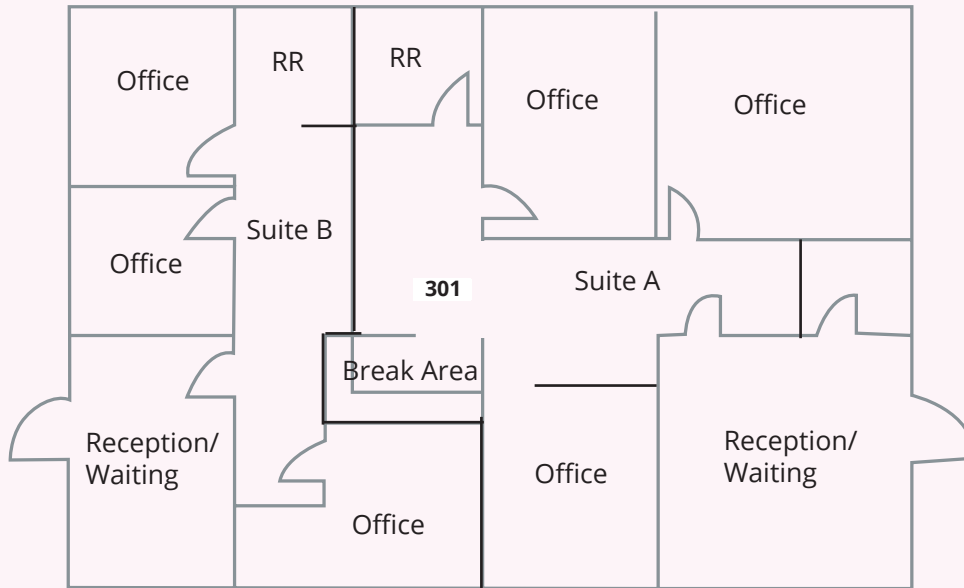 RR
RR
Office
Office
Office
Suite B
Office
Suite A
301
Break Area
Reception/
Waiting
Reception/
Waiting
Office
Office